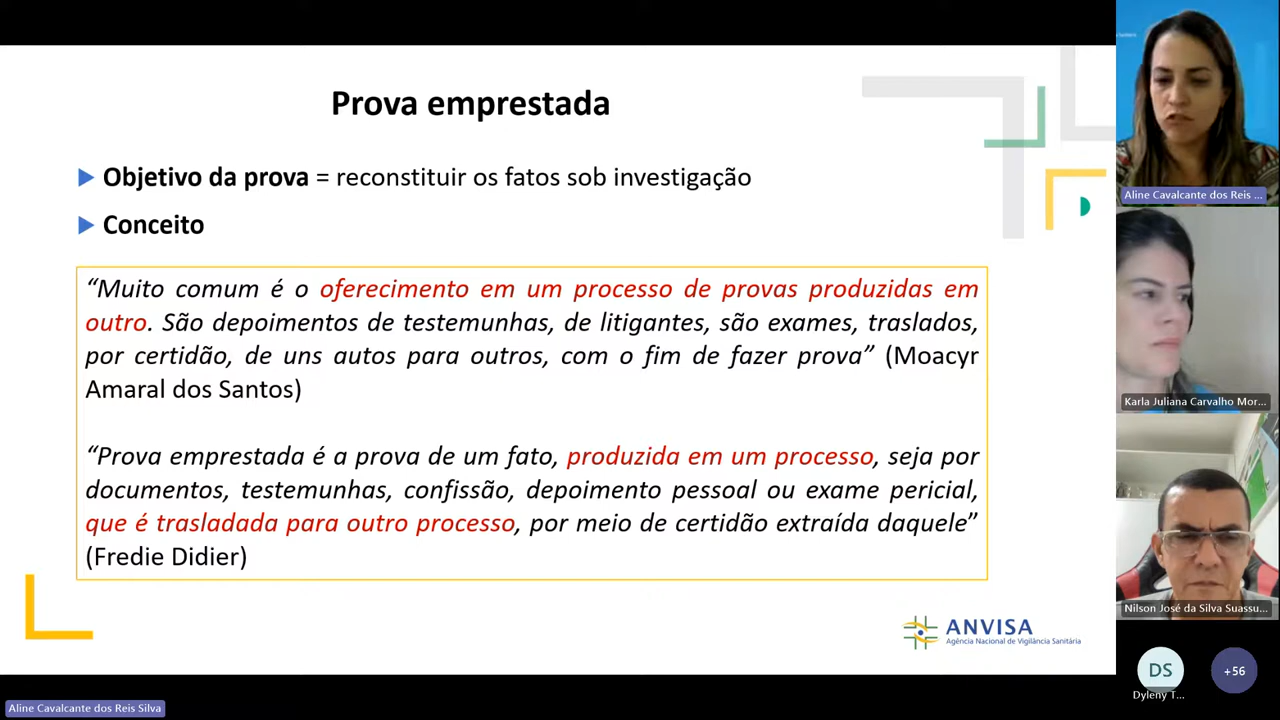 Prova emprestada
Objetivo da prova = reconstituir os fatos sob investigação
Conceito
“Muito comum é o oferecimento em um processo de provas produzidas em
outro. São depoimentos de testemunhas, de litigantes, são exames, traslados,
por certidão, de uns autos para outros, com o fim de fazer prova” (Moacyr
Amaral dos Santos)
“Prova emprestada é a prova de um fato, produzida em um processo, seja por
documentos, testemunhas, confissão, depoimento pessoal ou exame pericial,
que é trasladada para outro processo, por meio de certidão extraída daquele”
(Fredie Didier)
ANVISA
Agência Nacional de Vigilância Sanitária
Aline Cavalcante dos Reis ...
Karla Juliana Carvalho Mor...
Nilson José da Silva Suassu...
DS
Dyleny T...
+56
Aline Cavalcante dos Reis Silva